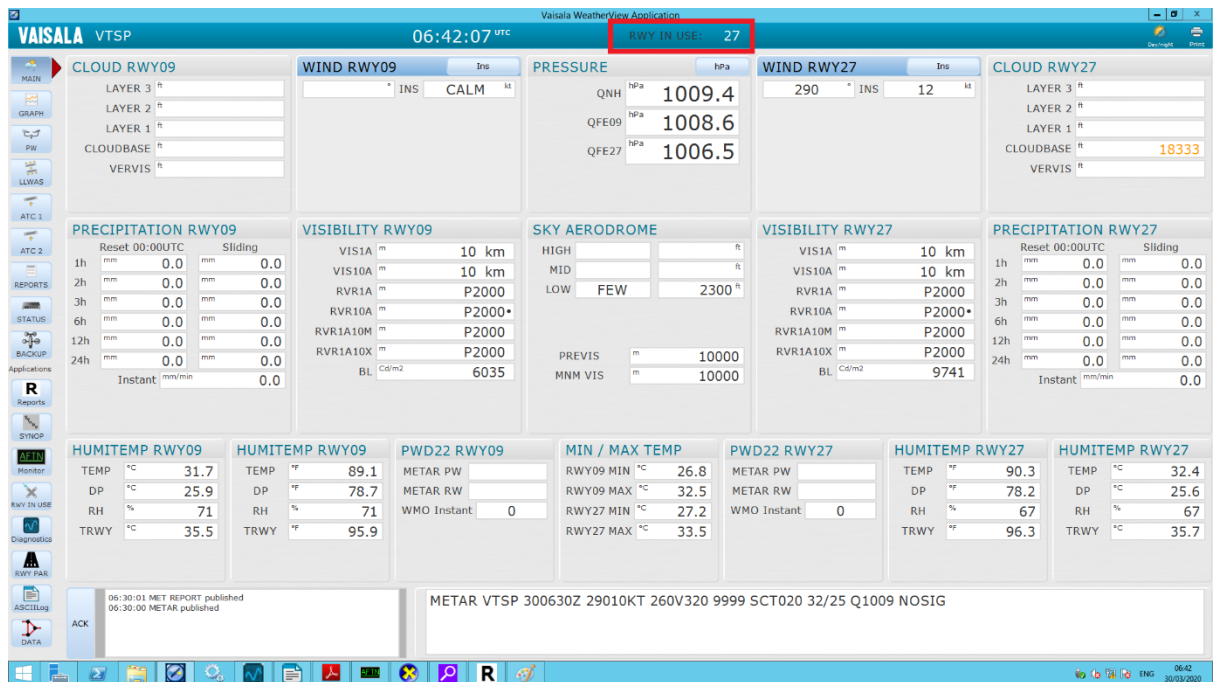 Vaisala WeatherView Application
VAISALA VTSP 06:42:07 UTC RWY IN USE: 27 Day/night Print
MAIN
GRAPH
PW
LLWAS
ATC 1
ATC 2
REPORTS
STATUS
BACKUP
Applications
R
Reports
SYNOP
AFTN
Monitor
RWY IN USE
Diagnostics
RWY PAR
ASCIILog
DATA
CLOUD RWY09
LAYER 3 ft
LAYER 2 ft
LAYER 1 ft
CLOUDBASE ft
VERVIS ft
WIND RWY09 Ins
° INS CALM kt
PRESSURE hPa
QNH hPa 1009.4
QFE09 hPa 1008.6
QFE27 hPa 1006.5
WIND RWY27 Ins
290 ° INS 12 kt
CLOUD RWY27
LAYER 3 ft
LAYER 2 ft
LAYER 1 ft
CLOUDBASE ft 18333
VERVIS ft
PRECIPITATION RWY09
Reset 00:00UTC Sliding
1h mm 0.0 mm 0.0
2h mm 0.0 mm 0.0
3h mm 0.0 mm 0.0
6h mm 0.0 mm 0.0
12h mm 0.0 mm 0.0
24h mm 0.0 mm 0.0
Instant mm/min 0.0
VISIBILITY RWY09
VIS1A m 10 km
VIS10A m 10 km
RVR1A m P2000
RVR10A m P2000•
RVR1A10M m P2000
RVR1A10X m P2000
BL Cd/m2 6035
SKY AERODROME
HIGH ft
MID ft
LOW FEW 2300 ft
PREVIS m 10000
MNM VIS m 10000
VISIBILITY RWY27
VIS1A m 10 km
VIS10A m 10 km
RVR1A m P2000
RVR10A m P2000•
RVR1A10M m P2000
RVR1A10X m P2000
BL Cd/m2 9741
PRECIPITATION RWY27
Reset 00:00UTC Sliding
1h mm 0.0 mm 0.0
2h mm 0.0 mm 0.0
3h mm 0.0 mm 0.0
6h mm 0.0 mm 0.0
12h mm 0.0 mm 0.0
24h mm 0.0 mm 0.0
Instant mm/min 0.0
HUMITEMP RWY09
TEMP °C 31.7
DP °C 25.9
RH % 71
TRWY °C 35.5
HUMITEMP RWY09
TEMP °F 89.1
DP °F 78.7
RH % 71
TRWY °F 95.9
PWD22 RWY09
METAR PW
METAR RW
WMO Instant 0
MIN / MAX TEMP
RWY09 MIN °C 26.8
RWY09 MAX °C 32.5
RWY27 MIN °C 27.2
RWY27 MAX °C 33.5
PWD22 RWY27
METAR PW
METAR RW
WMO Instant 0
HUMITEMP RWY27
TEMP °F 90.3
DP °F 78.2
RH % 67
TRWY °F 96.3
HUMITEMP RWY27
TEMP °C 32.4
DP °C 25.6
RH % 67
TRWY °C 35.7
ACK
06:30:01 MET REPORT published
06:30:00 METAR published
METAR VTSP 300630Z 29010KT 260V320 9999 SCT020 32/25 Q1009 NOSIG
AFTN
R
ENG
06:42
30/03/2020